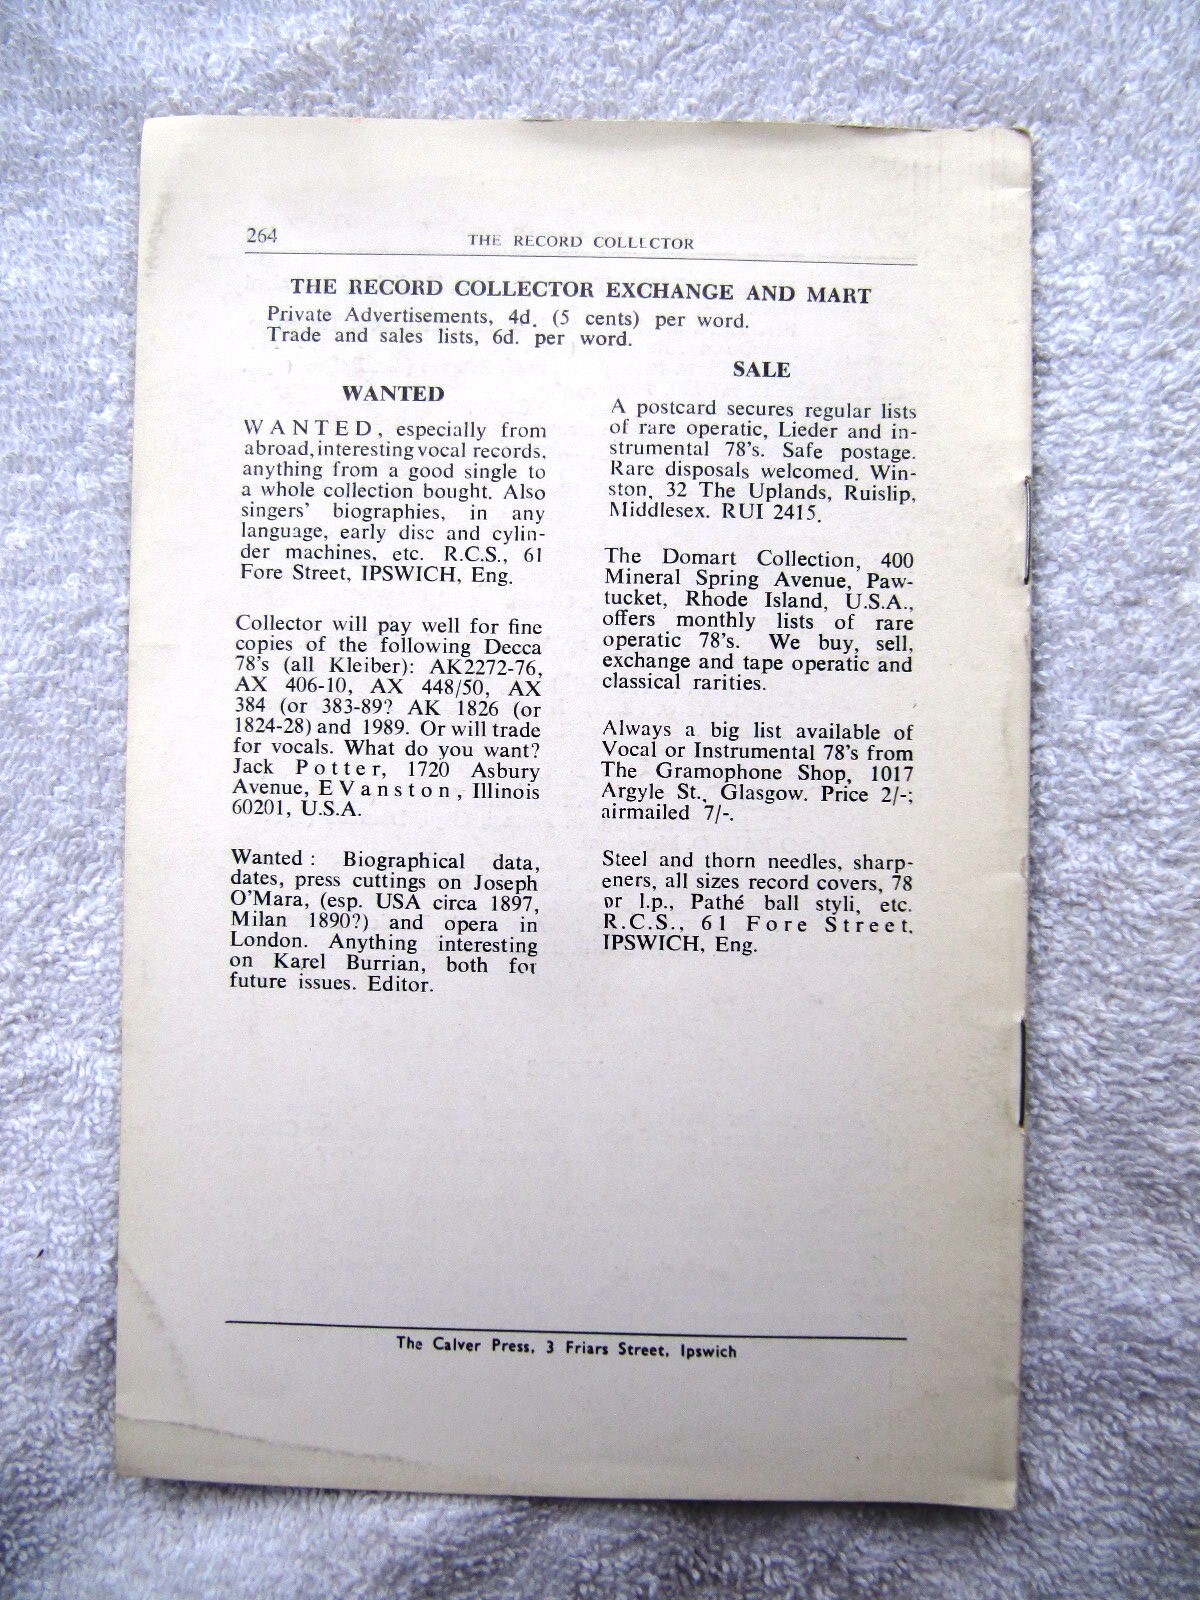 264
THE RECORD COLLECTOR
THE RECORD COLLECTOR EXCHANGE AND MART
Private Advertisements, 4d. (5 cents) per word.
Trade and sales lists, 6d. per word.
WANTED
WANTED, especially from
abroad, interesting vocal records,
anything from a good single to
a whole collection bought. Also
singers' biographies, in any
language, early disc and cylin-
der machines, etc. R.C.S., 61
Fore Street, IPSWICH, Eng.
Collector will pay well for fine
copies of the following Decca
78's (all Kleiber): AK2272-76,
AX 406-10, AX 448/50, AX
384 (or 383-89? AK 1826 (or
1824-28) and 1989. Or will trade
for vocals. What do you want?
Jack Potter, 1720 Asbury
Avenue, EVanston, Illinois
60201, U.S.A.
Wanted: Biographical data,
dates, press cuttings on Joseph
O'Mara, (esp. USA circa 1897,
Milan 1890?) and opera in
London. Anything interesting
on Karel Burrian, both for
future issues. Editor.
SALE
A postcard secures regular lists
of rare operatic, Lieder and in-
strumental 78's. Safe postage.
Rare disposals welcomed. Win-
ston, 32 The Uplands, Ruislip,
Middlesex. RUI 2415.
The Domart Collection, 400
Mineral Spring Avenue, Paw-
tucket, Rhode Island, U.S.A.,
offers monthly lists of rare
operatic 78's. We buy, sell,
exchange and tape operatic and
classical rarities.
Always a big list available of
Vocal or Instrumental 78's from
The Gramophone Shop, 1017
Argyle St., Glasgow. Price 2/-;
airmailed 7/-.
Steel and thorn needles, sharp-
eners, all sizes record covers, 78
or l.p., Pathé ball styli, etc.
R.C.S., 61 Fore Street,
IPSWICH, Eng.
The Calver Press, 3 Friars Street, Ipswich